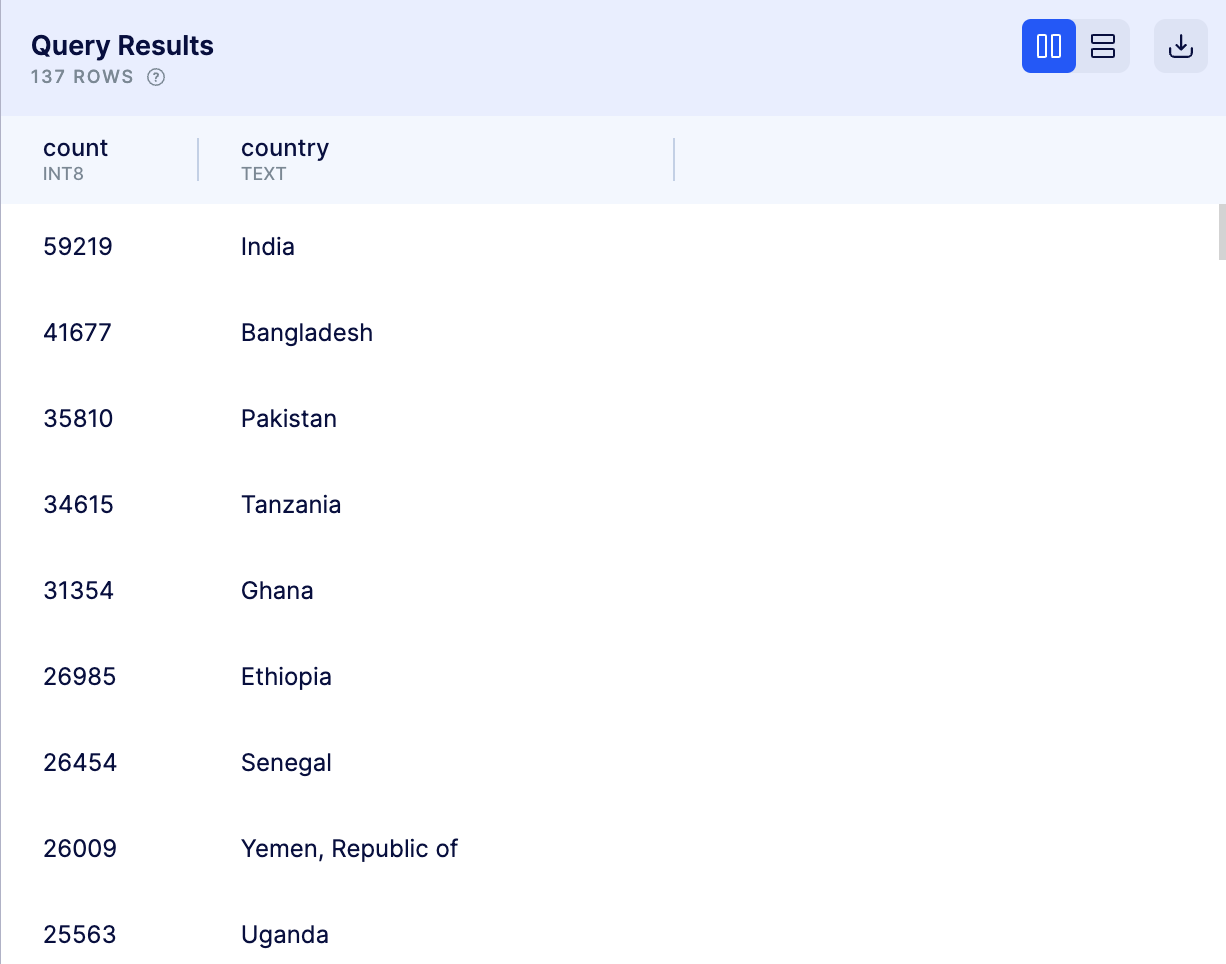 Query Results
137 ROWS ?
count country
INT8 TEXT
59219 India
41677 Bangladesh
35810 Pakistan
34615 Tanzania
31354 Ghana
26985 Ethiopia
26454 Senegal
26009 Yemen, Republic of
25563 Uganda